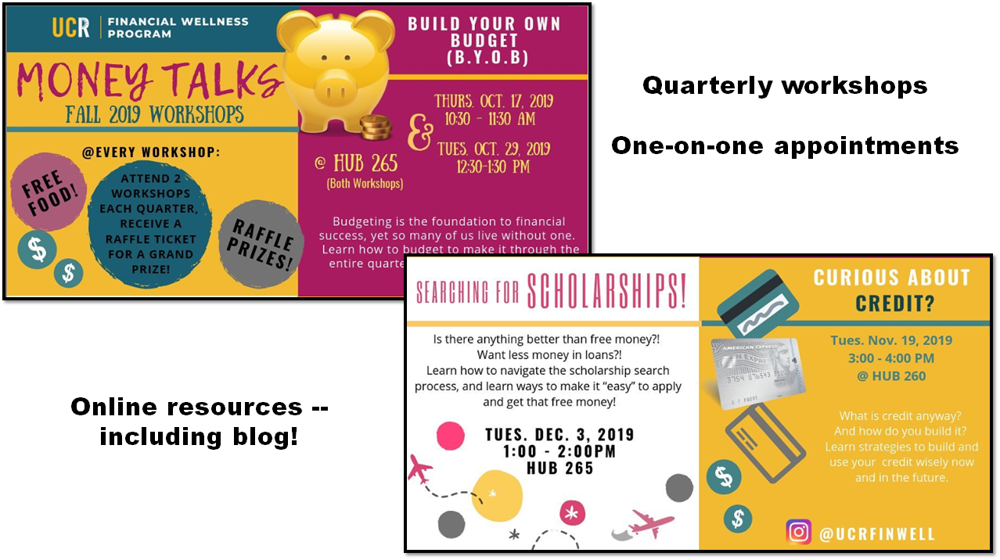 UCR FINANCIAL WELLNESS
PROGRAM
MONEY TALKS
FALL 2019 WORKSHOPS
@EVERY WORKSHOP:
FREE
FOOD!
ATTEND 2
WORKSHOPS
EACH QUARTER,
RECEIVE A
RAFFLE TICKET
FOR A GRAND
PRIZE!
RAFFLE
PRIZES!
$
$
BUILD YOUR OWN
BUDGET
(B.Y.O.B)
THURS. OCT. 17, 2019
10:30 - 11:30 AM
&
TUES. OCT. 29, 2019
12:30-1:30 PM
@ HUB 265
(Both Workshops)
Budgeting is the foundation to financial
success, yet so many of us live without one.
Learn how to budget to make it through the
entire quarte
Quarterly workshops
One-on-one appointments
Online resources --
including blog!
SEARCHING FOR SCHOLARSHIPS!
Is there anything better than free money?!
Want less money in loans?!
Learn how to navigate the scholarship search
process, and learn ways to make it “easy” to apply
and get that free money!
TUES. DEC. 3, 2019
1:00 - 2:00PM
HUB 265
CURIOUS ABOUT
CREDIT?
AMERICAN EXPRESS
Tues. Nov. 19, 2019
3:00 - 4:00 PM
@ HUB 260
What is credit anyway?
And how do you build it?
Learn strategies to build and
use your credit wisely now
and in the future.
$
$
@UCRFINWELL